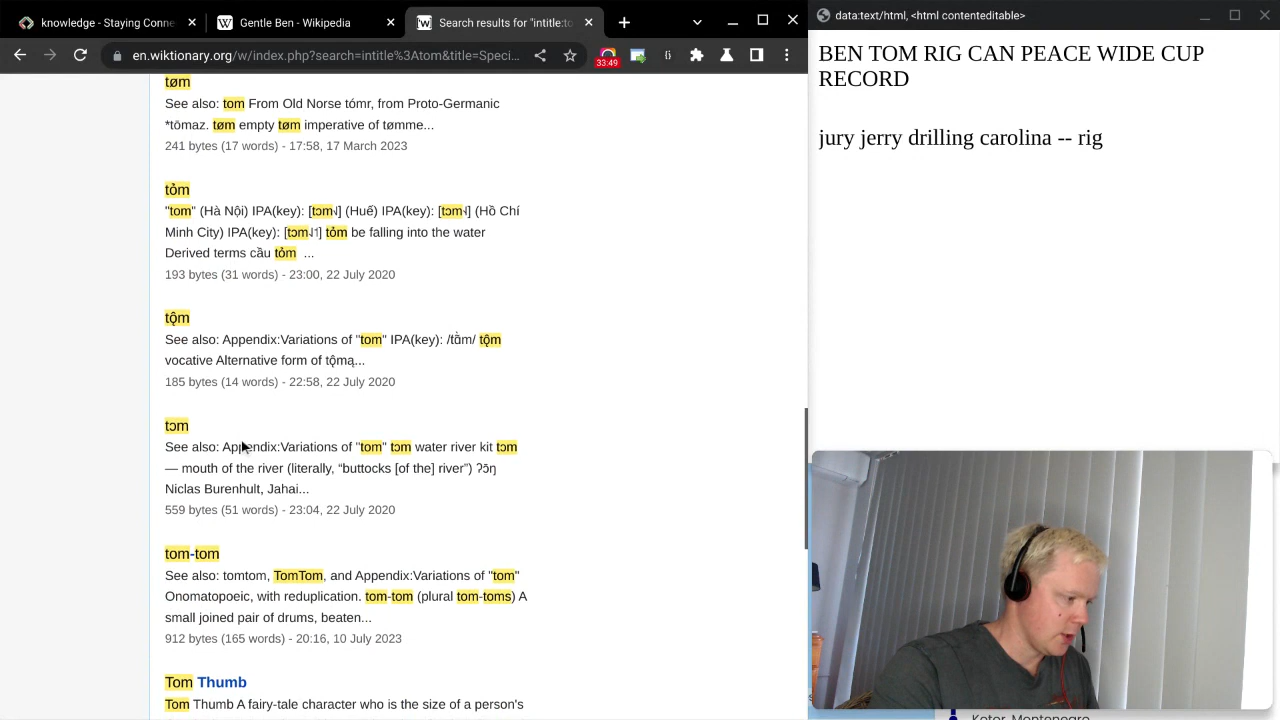 knowledge - Staying Conne
Gentle Ben - Wikipedia
Search results for "intitle:to
en.wiktionary.org/w/index.php?search=intitle%3Atom&title=Speci...
33:49
data:text/html, <html contenteditable>
tøm
See also: tom From Old Norse tómr, from Proto-Germanic
*tōmaz. tøm empty tøm imperative of tømme...
241 bytes (17 words) - 17:58, 17 March 2023
tỏm
"tom" (Hà Nội) IPA(key): [tɔm˧˩] (Huế) IPA(key): [tɔm˧˨] (Hồ Chí
Minh City) IPA(key): [tɔm˨˩˦] tỏm be falling into the water
Derived terms cầu tỏm ...
193 bytes (31 words) - 23:00, 22 July 2020
tǫ̂m
See also: Appendix:Variations of "tom" IPA(key): /tɑ̀̃m/ tǫ̂m
vocative Alternative form of tǫ̂mą...
185 bytes (14 words) - 22:58, 22 July 2020
tɔm
See also: Appendix:Variations of "tom" tɔm water river kit tɔm
— mouth of the river (literally, “buttocks [of the] river”) ʔɔ̃ŋ
Niclas Burenhult, Jahai...
559 bytes (51 words) - 23:04, 22 July 2020
tom-tom
See also: tomtom, TomTom, and Appendix:Variations of "tom"
Onomatopoeic, with reduplication. tom-tom (plural tom-toms) A
small joined pair of drums, beaten...
912 bytes (165 words) - 20:16, 10 July 2023
Tom Thumb
Tom Thumb A fairy-tale character who is the size of a person's
BEN TOM RIG CAN PEACE WIDE CUP
RECORD
jury jerry drilling carolina -- rig
Kotor, Montenegro